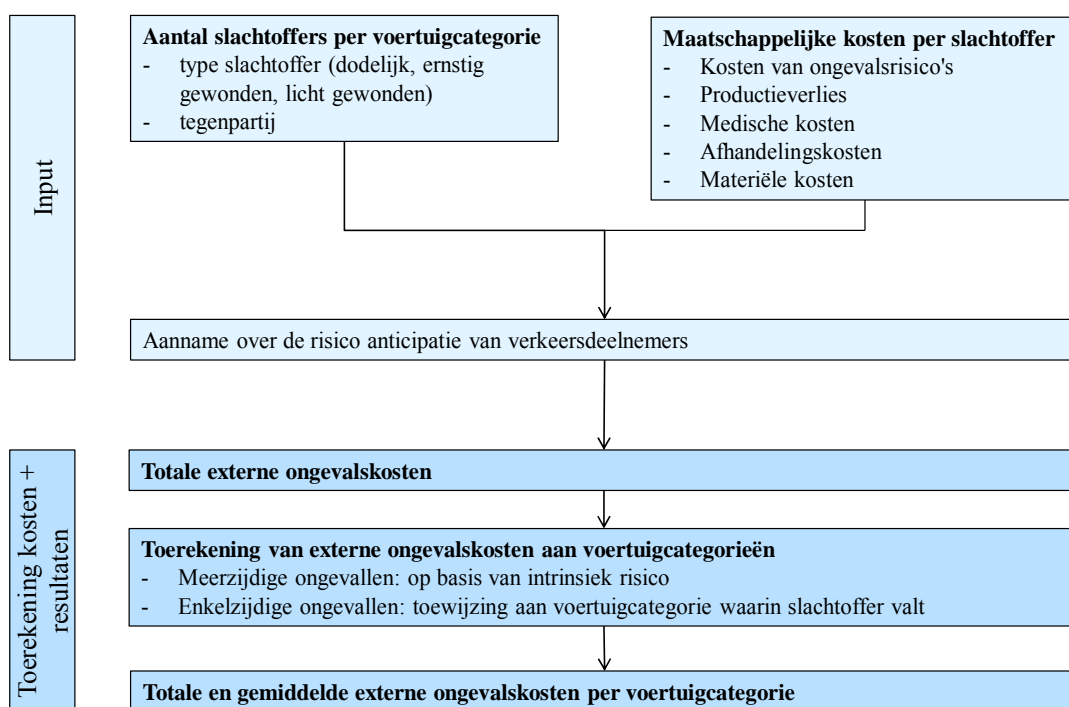 Input
Aantal slachtoffers per voertuigcategorie
- type slachtoffer (dodelijk, ernstig
gewonden, licht gewonden)
- tegenpartij
Maatschappelijke kosten per slachtoffer
- Kosten van ongevalsrisico's
- Productieverlies
- Medische kosten
- Afhandelingskosten
- Materiële kosten
Aanname over de risico anticipatie van verkeersdeelnemers
Toerekening kosten +
resultaten
Totale externe ongevalskosten
Toerekening van externe ongevalskosten aan voertuigcategorieën
- Meerzijdige ongevallen: op basis van intrinsiek risico
- Enkelzijdige ongevallen: toewijzing aan voertuigcategorie waarin slachtoffer valt
Totale en gemiddelde externe ongevalskosten per voertuigcategorie